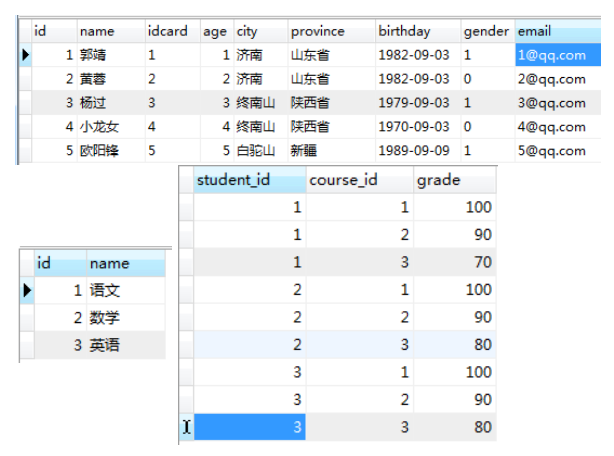 id name idcard age city province birthday gender email
1 郭靖 1 1 济南 山东省 1982-09-03 1 1@qq.com
2 黄蓉 2 2 济南 山东省 1982-09-03 0 2@qq.com
3 杨过 3 3 终南山 陕西省 1979-09-03 1 3@qq.com
4 小龙女 4 4 终南山 陕西省 1970-09-03 0 4@qq.com
5 欧阳锋 5 5 白驼山 新疆 1989-09-09 1 5@qq.com
student_id course_id grade
1 1 100
1 2 90
1 3 70
2 1 100
2 2 90
2 3 80
3 1 100
3 2 90
3 3 80
id name
1 语文
2 数学
3 英语